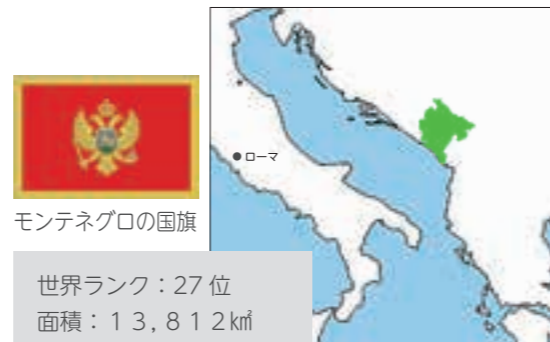 ローマ
モンテネグロの国旗
世界ランク：27 位
面積：１３,８１２㎢